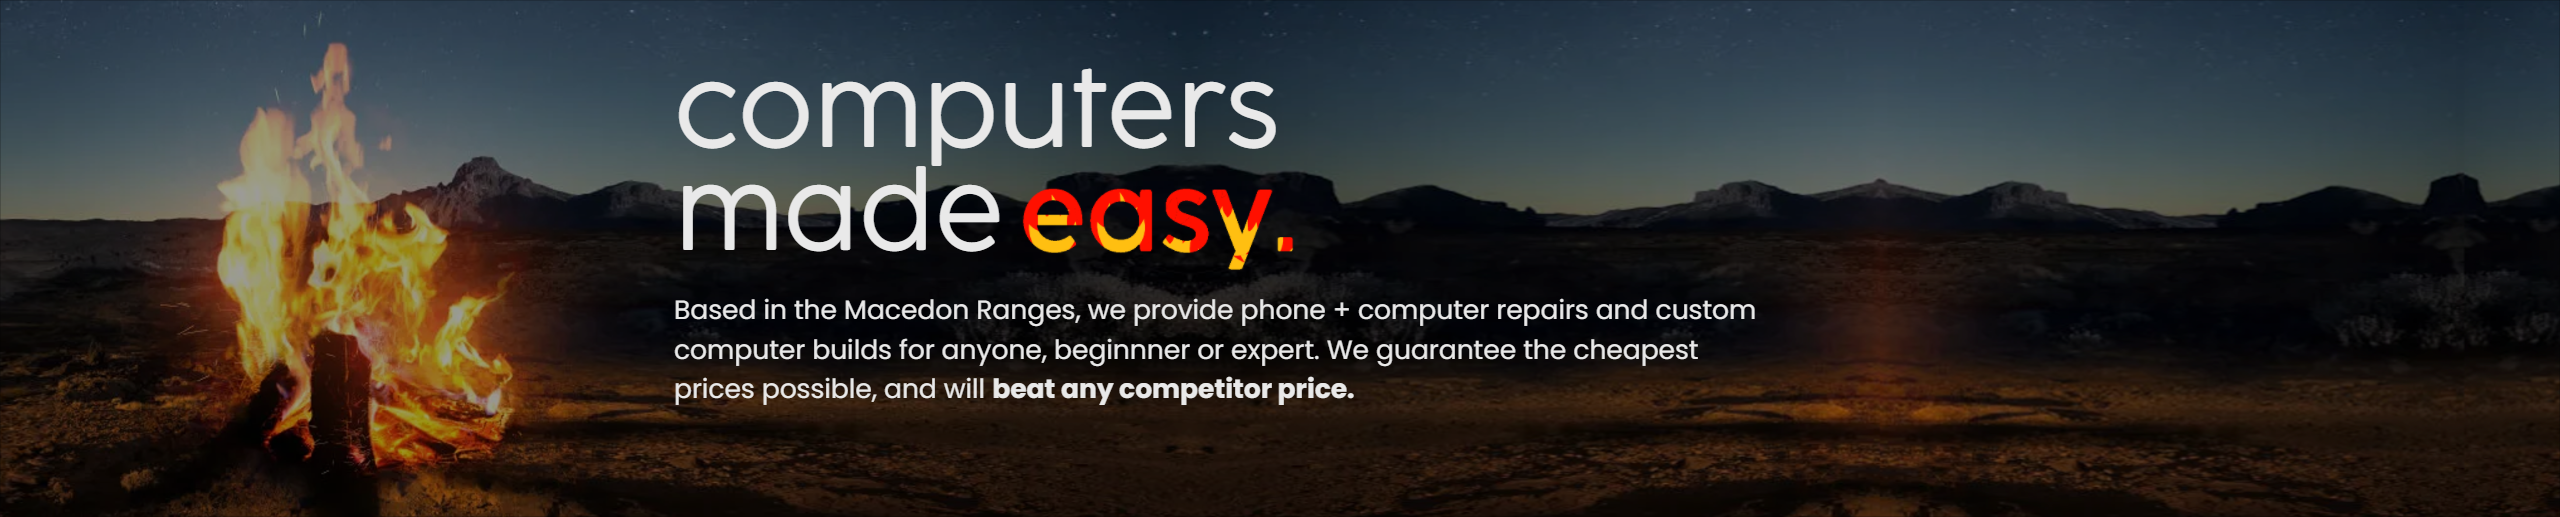 computers
made easy.
Based in the Macedon Ranges, we provide phone + computer repairs and custom
computer builds for anyone, beginnner or expert. We guarantee the cheapest
prices possible, and will beat any competitor price.